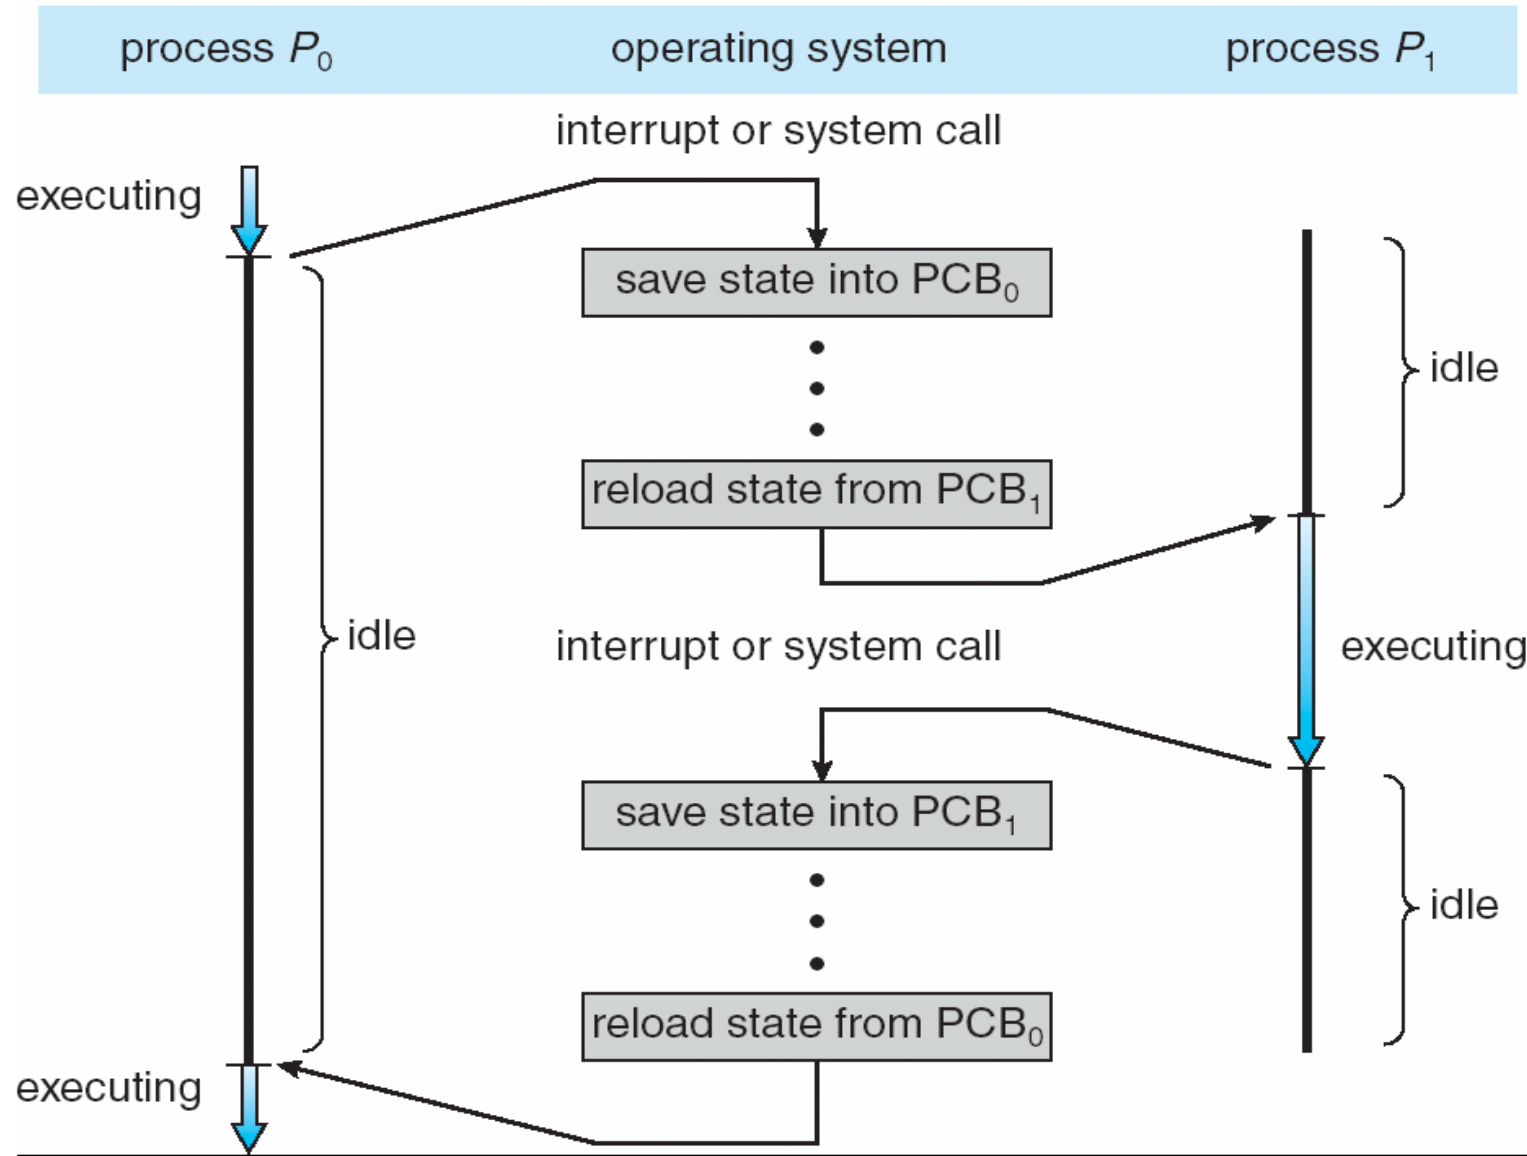 process P₀ operating system process P₁
interrupt or system call
executing
save state into PCB₀
idle
reload state from PCB₁
idle
interrupt or system call
executing
save state into PCB₁
idle
reload state from PCB₀
executing